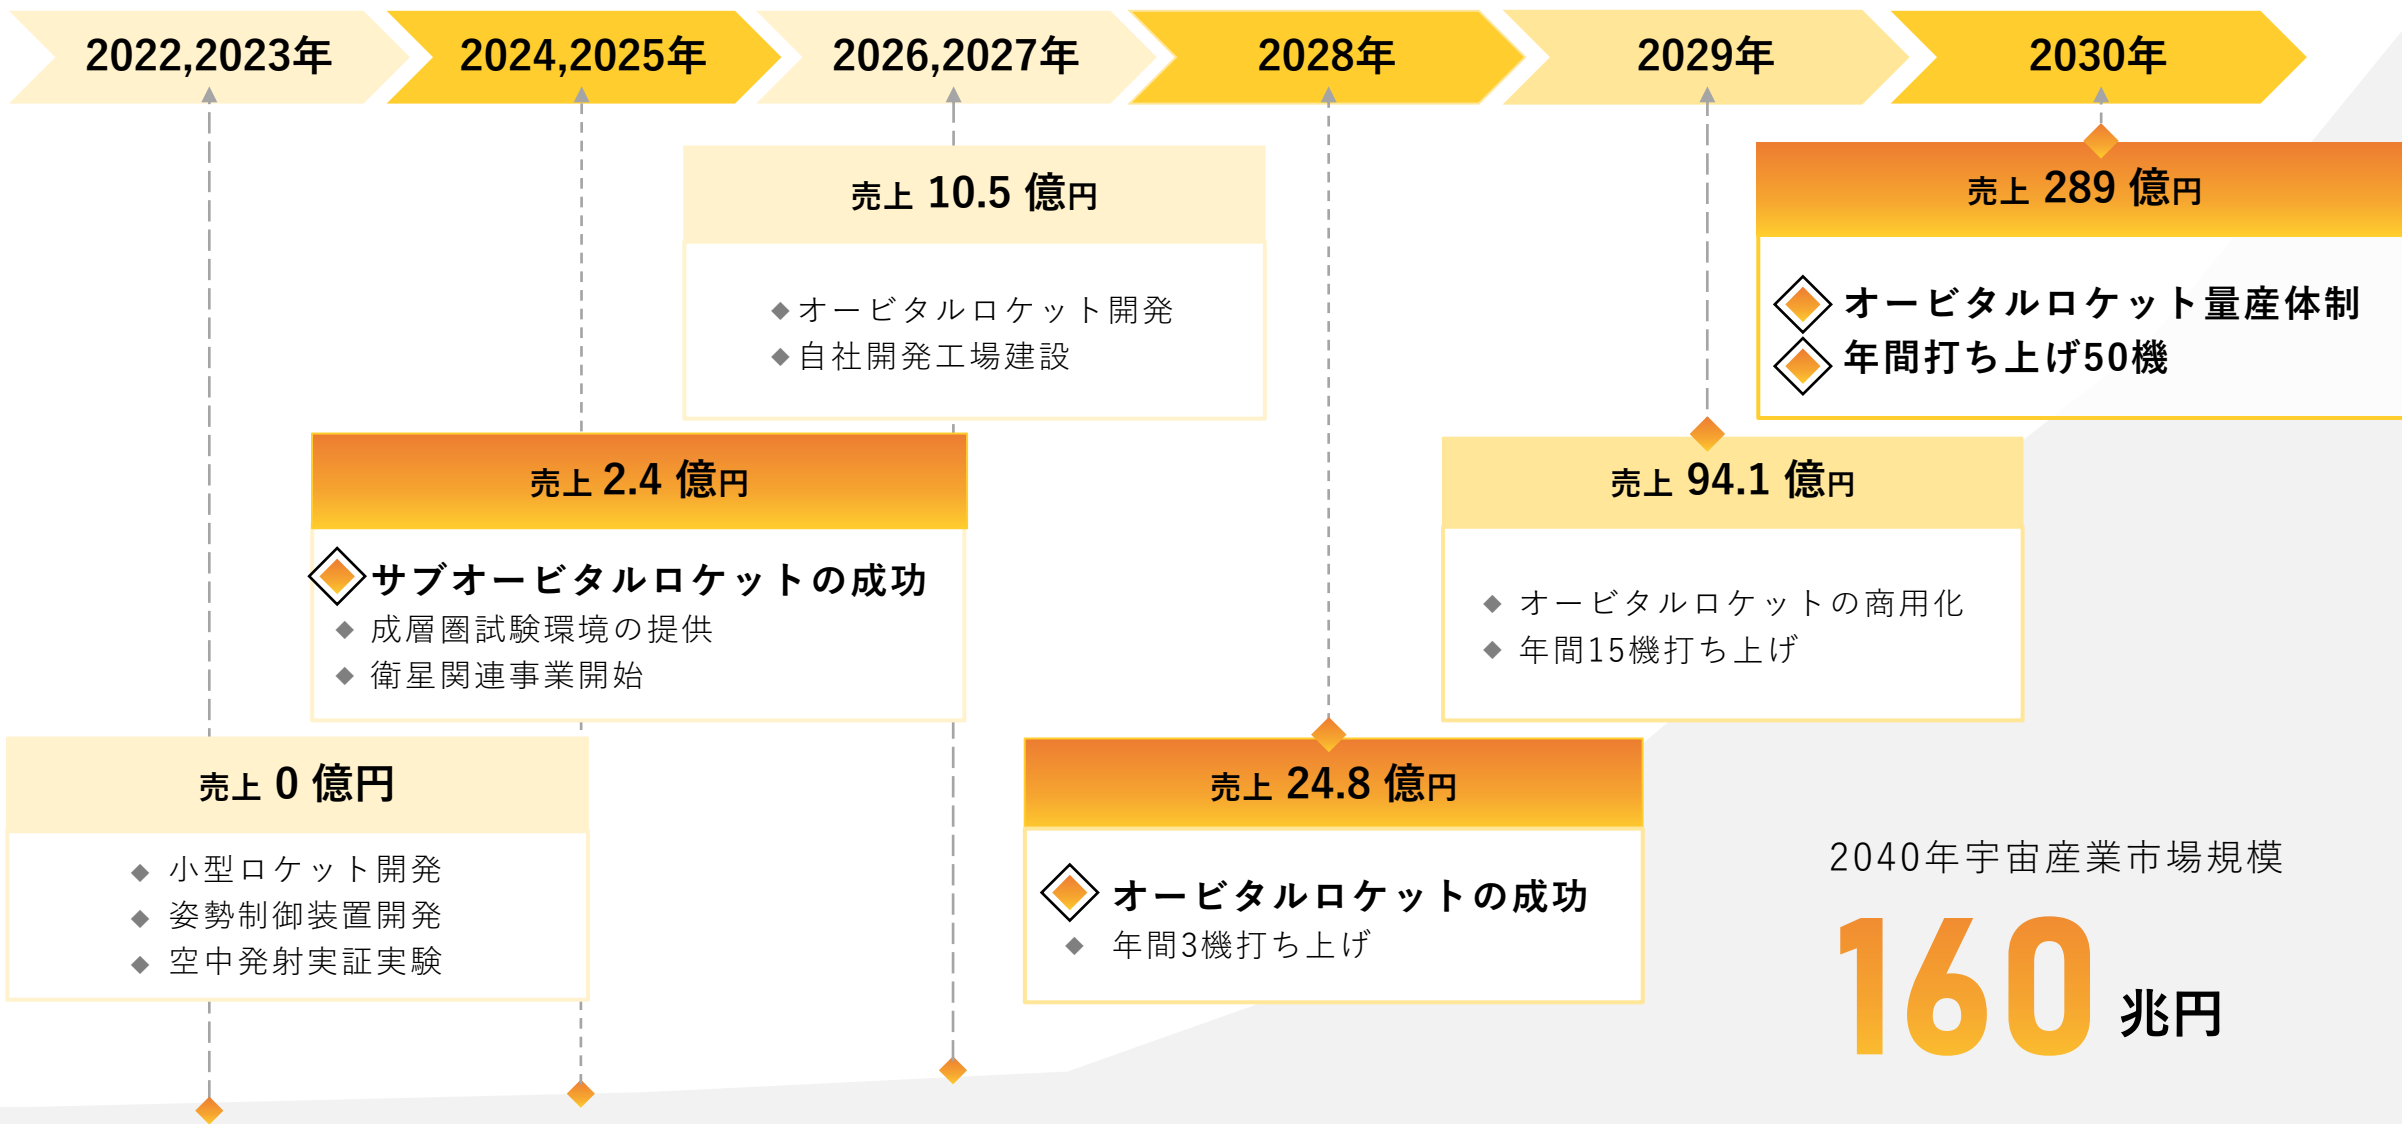 2022,2023年
2024,2025年
2026,2027年
2028年
2029年
2030年
売上 0 億円
小型ロケット開発
姿勢制御装置開発
空中発射実証実験
売上 2.4 億円
サブオービタルロケットの成功
成層圏試験環境の提供
衛星関連事業開始
売上 10.5 億円
オービタルロケット開発
自社開発工場建設
売上 24.8 億円
オービタルロケットの成功
年間3機打ち上げ
売上 94.1 億円
オービタルロケットの商用化
年間15機打ち上げ
売上 289 億円
オービタルロケット量産体制
年間打ち上げ50機
2040年宇宙産業市場規模
160 兆円